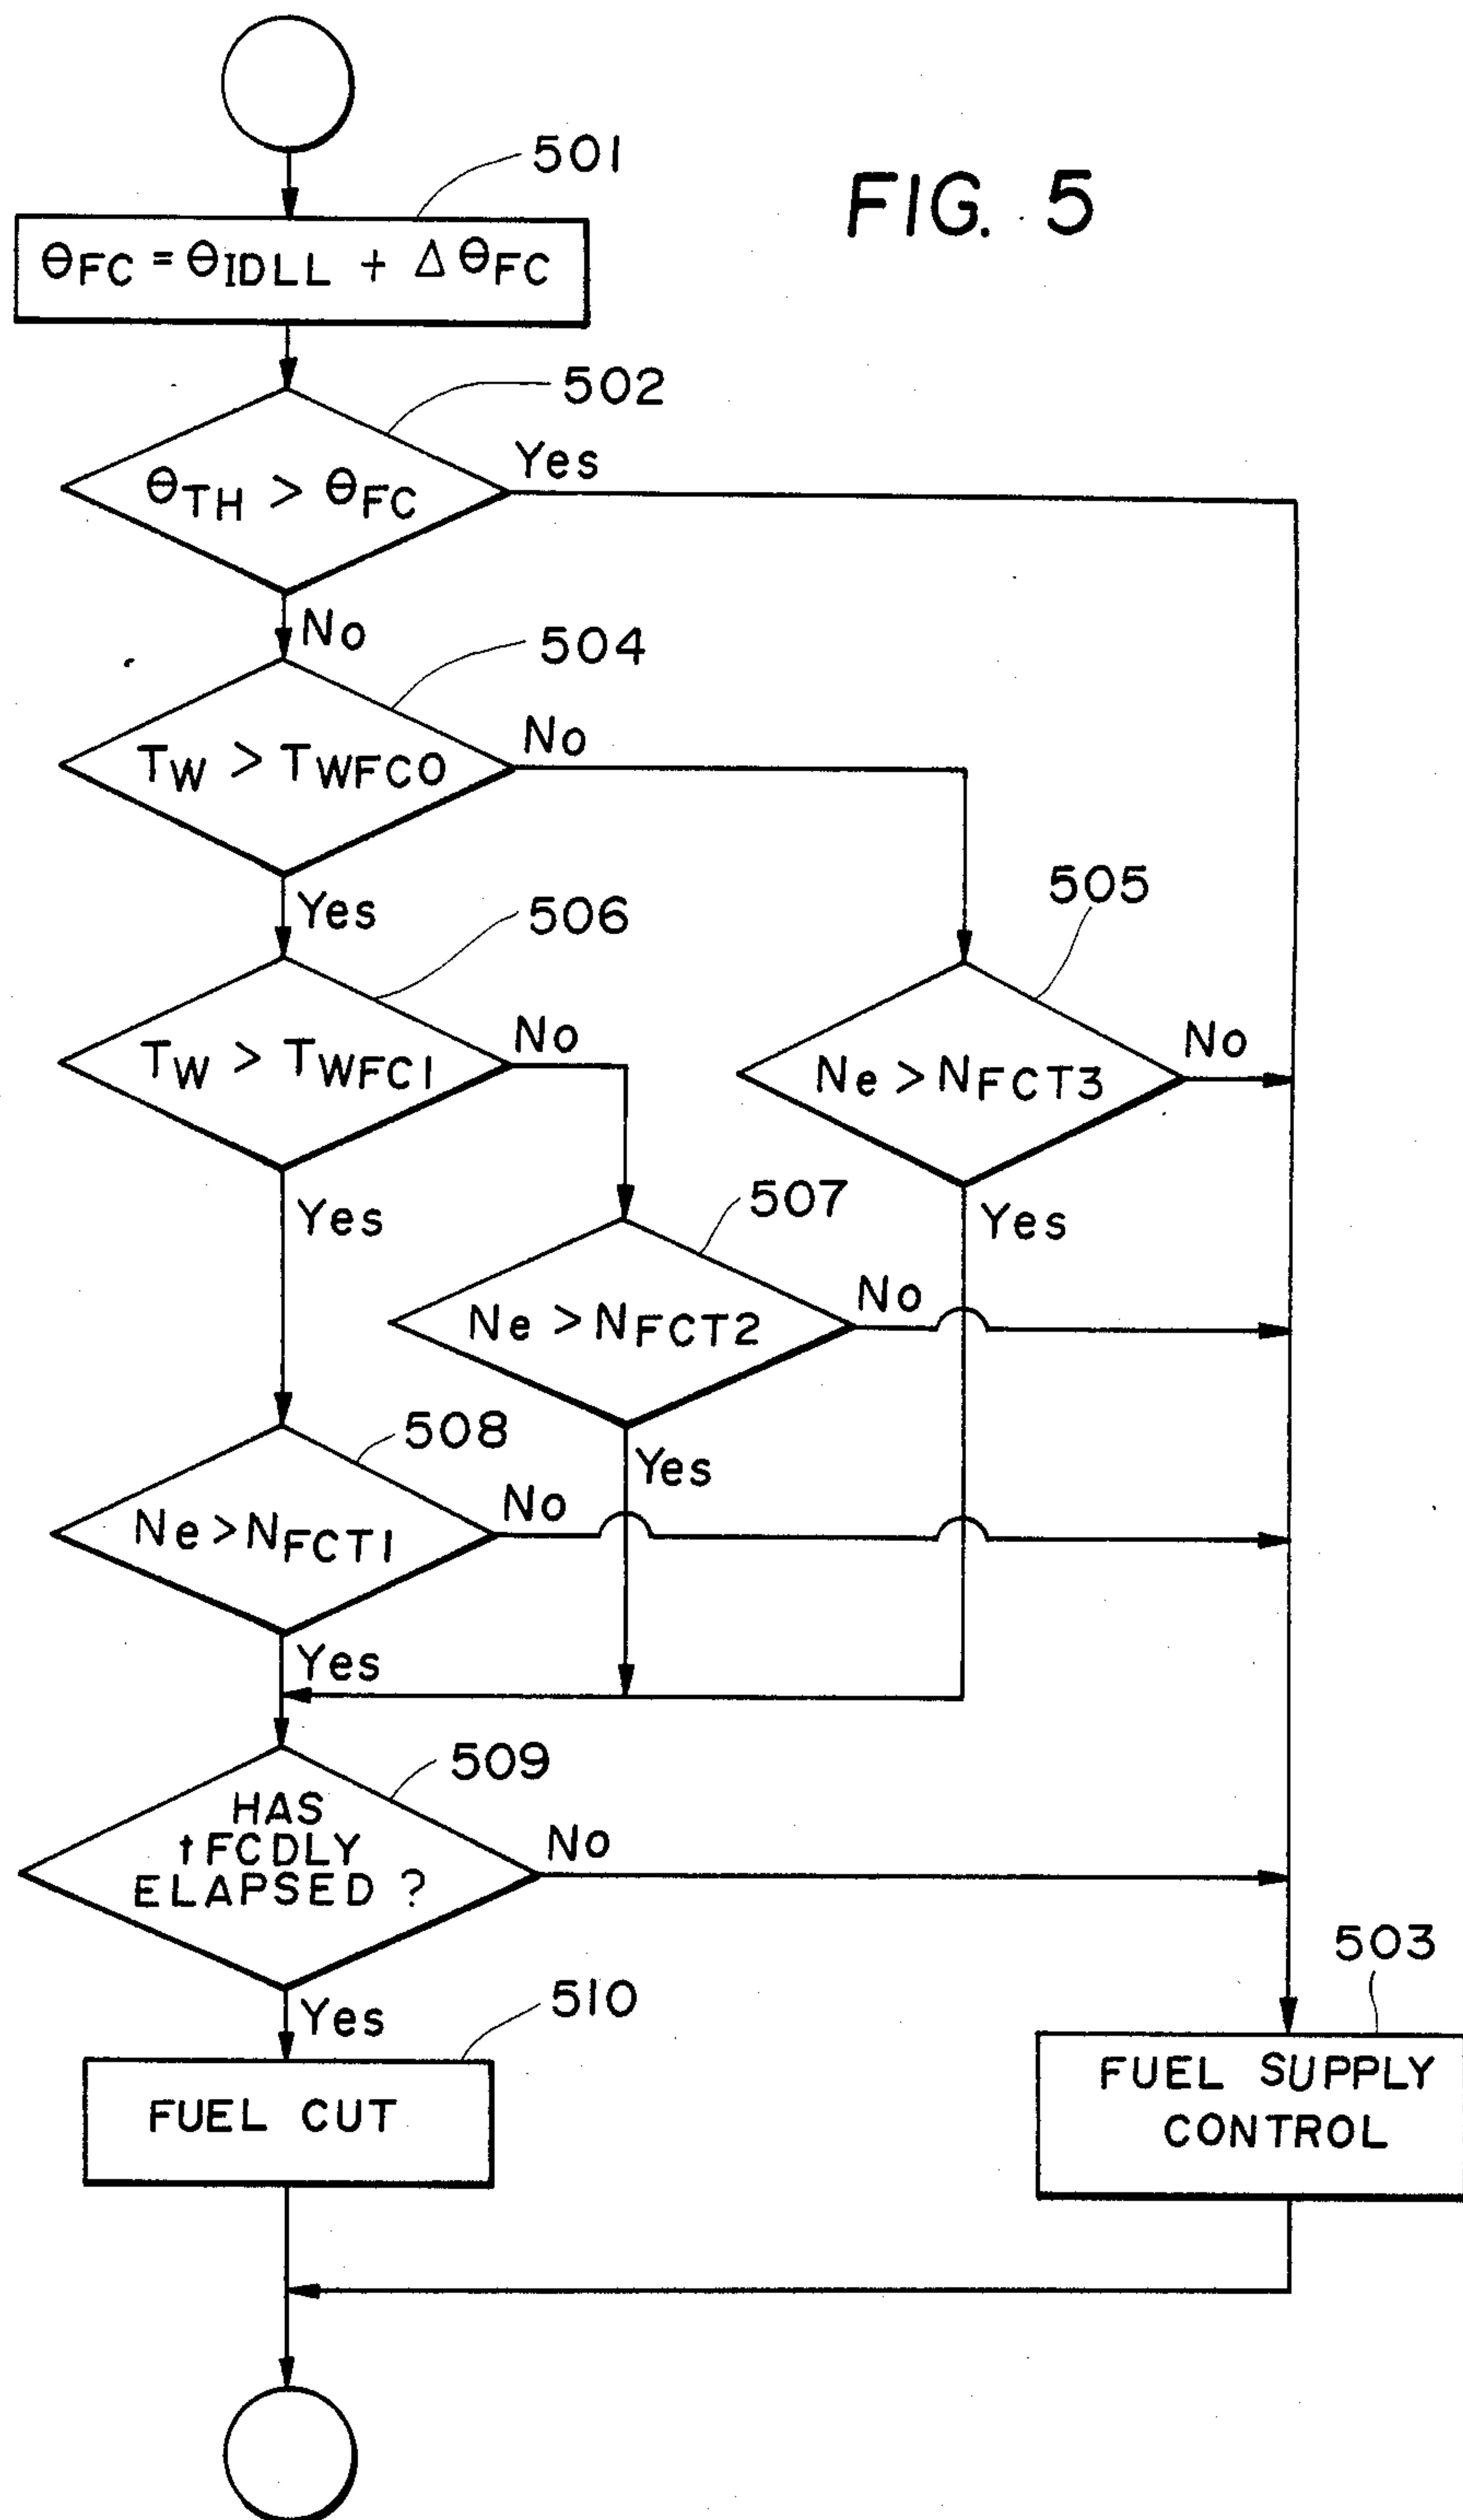 501
FIG. 5
ΘFC = ΘIDLL + Δ ΘFC
502
Yes
ΘTH > ΘFC
No
504
No
TW > TWFC0
Yes
506
505
No
TW > TWFC1
No
Ne > NFCT3
Yes
507
Yes
No
Ne > NFCT2
508
Yes
No
Ne > NFCT1
Yes
509
HAS
tFCDLY
ELAPSED ?
No
503
510
Yes
FUEL CUT
FUEL SUPPLY
CONTROL